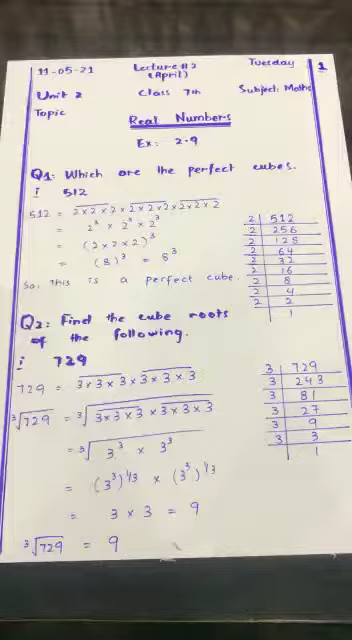 11-05-21 Lecture #2 Tuesday 1
(April)
Unit 2 Class 7th Subject: Maths
Topic
Real Numbers
Ex: 2.9
Q1: Which are the perfect cubes.
i 512
512 = 2×2×2×2×2×2×2×2×2
= 2³ × 2³ × 2³
= (2×2×2)³
= (8)³ = 8³
So, this is a perfect cube.
2 | 512
2 | 256
2 | 128
2 | 64
2 | 32
2 | 16
2 | 8
2 | 4
2 | 2
| 1
Q2: Find the cube roots
of the following.
i 729
729 = 3×3×3×3×3×3
∛729 = ∛3×3×3×3×3×3
= ∛3³ × 3³
= (3³)^1/3 × (3³)^1/3
= 3 × 3 = 9
∛729 = 9
3 | 729
3 | 243
3 | 81
3 | 27
3 | 9
3 | 3
| 1